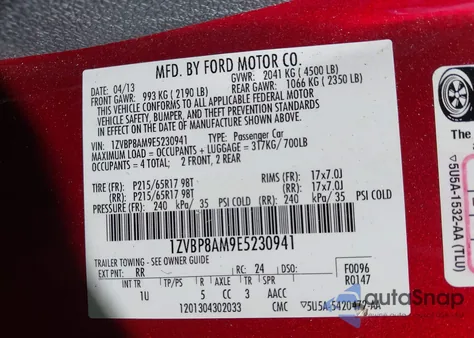 MFD. BY FORD MOTOR CO.
DATE: 04/13 GVWR: 2041 KG (4500 LB)
FRONT GAWR: 993 KG (2190 LB) REAR GAWR: 1066 KG (2350 LB)
THIS VEHICLE CONFORMS TO ALL APPLICABLE FEDERAL MOTOR
VEHICLE SAFETY, BUMPER, AND THEFT PREVENTION STANDARDS
IN EFFECT ON THE DATE OF MANUFACTURE SHOWN ABOVE.
VIN: 1ZVBP8AM9E5230941 TYPE: Passenger Car
MAXIMUM LOAD = OCCUPANTS + LUGGAGE = 317KG/700LB
OCCUPANTS = 4 TOTAL; 2 FRONT, 2 REAR
TIRE (FR): P215/65R17 98T RIMS (FR): 17x7.0J
(RR): P215/65R17 98T (RR): 17x7.0J
PRESSURE (FR): 240 kPa/ 35 PSI COLD (RR): 240 kPa/ 35 PSI COLD
1ZVBP8AM9E5230941
TRAILER TOWING - SEE OWNER GUIDE
EXT PNT: RR RC: 24 DSO: F0096
R0147
INT TR TP/PS R AXLE TR SPR
1U 5 CC 3 AACC
1201304302033 CMC ▽5U5A-5420472-AA
The
▽5U5A-1532-AA (TLU)
autoSnap